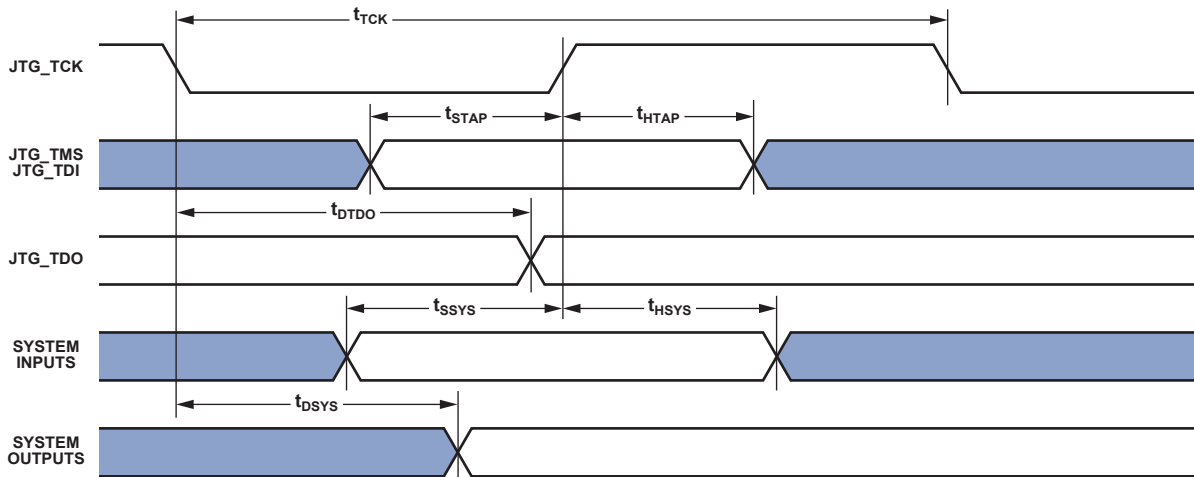 tTCK
JTG_TCK
tSTAP
tHTAP
JTG_TMS
JTG_TDI
tDTDO
JTG_TDO
tSSYS
tHSYS
SYSTEM
INPUTS
tDSYS
SYSTEM
OUTPUTS